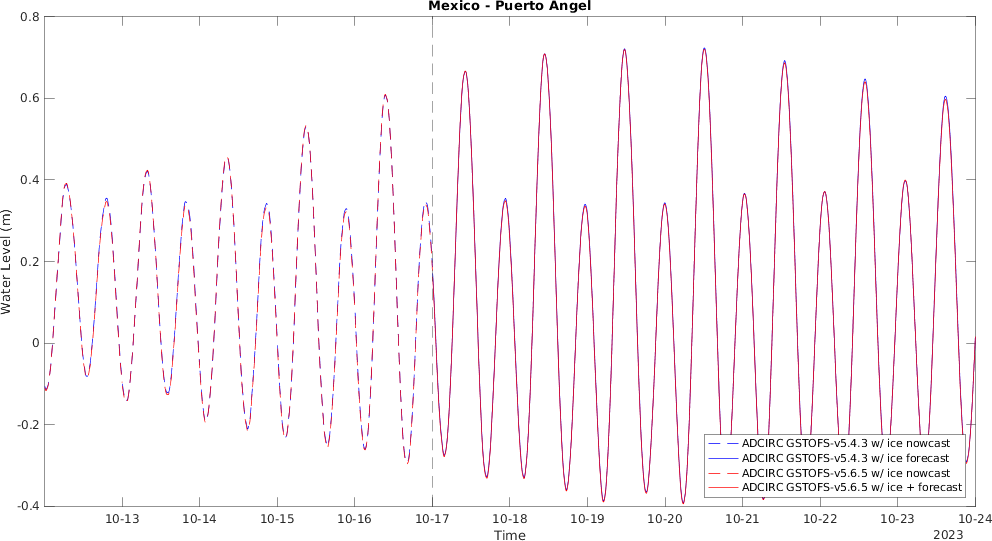 Mexico - Puerto Angel
0.8
0.6
0.4
0.2
0
-0.2
-0.4
Water Level (m)
ADCIRC GSTOFS-v5.4.3 w/ ice nowcast
ADCIRC GSTOFS-v5.4.3 w/ ice forecast
ADCIRC GSTOFS-v5.6.5 w/ ice nowcast
ADCIRC GSTOFS-v5.6.5 w/ ice + forecast
10-13 10-14 10-15 10-16 10-17 10-18 10-19 10-20 10-21 10-22 10-23 10-24
Time
2023